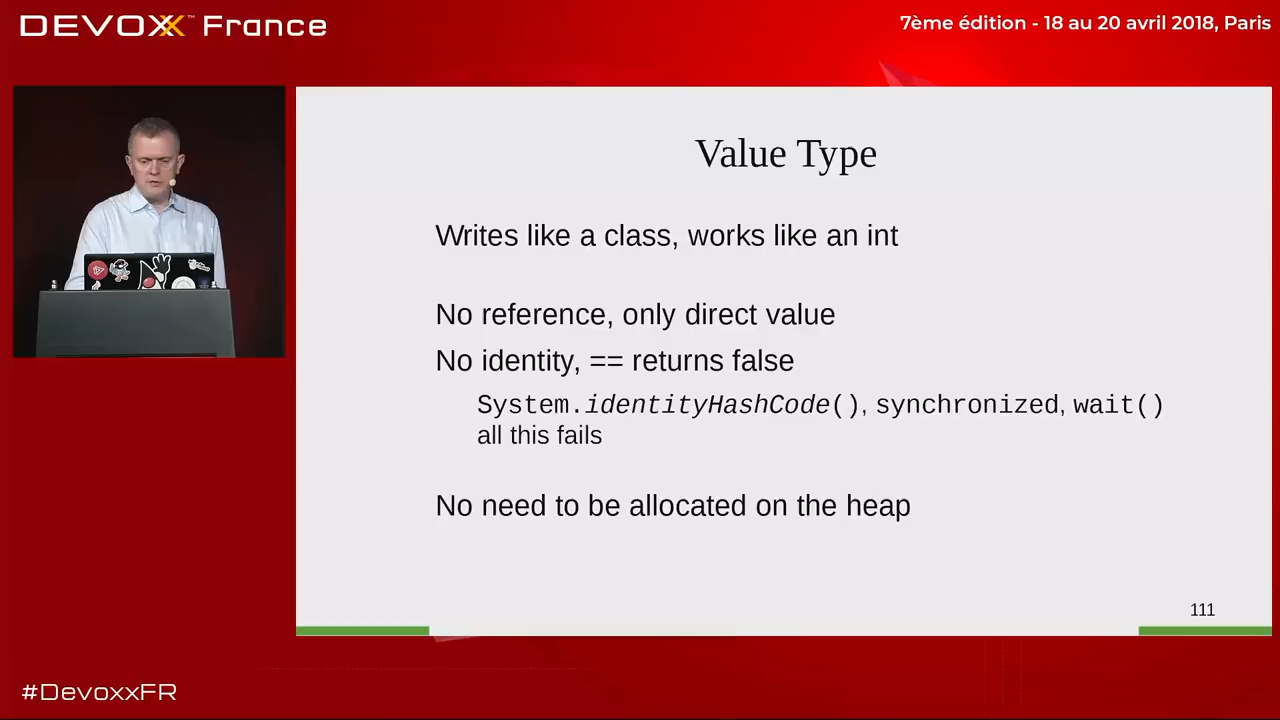 DEVOXX™ France
7ème édition - 18 au 20 avril 2018, Paris
Value Type
Writes like a class, works like an int
No reference, only direct value
No identity, == returns false
System.identityHashCode(), synchronized, wait()
all this fails
No need to be allocated on the heap
111
#DevoxxFR